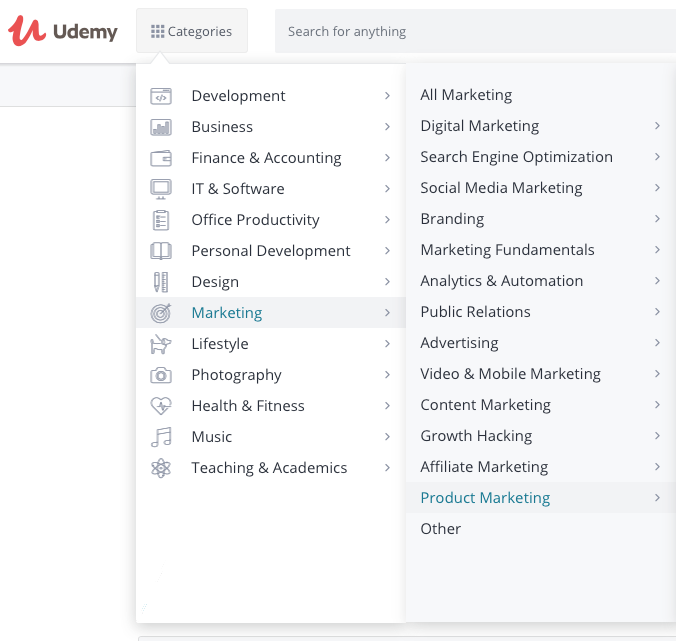 Udemy
Categories
Search for anything
Development
Business
Finance & Accounting
IT & Software
Office Productivity
Personal Development
Design
Marketing
Lifestyle
Photography
Health & Fitness
Music
Teaching & Academics
All Marketing
Digital Marketing
Search Engine Optimization
Social Media Marketing
Branding
Marketing Fundamentals
Analytics & Automation
Public Relations
Advertising
Video & Mobile Marketing
Content Marketing
Growth Hacking
Affiliate Marketing
Product Marketing
Other